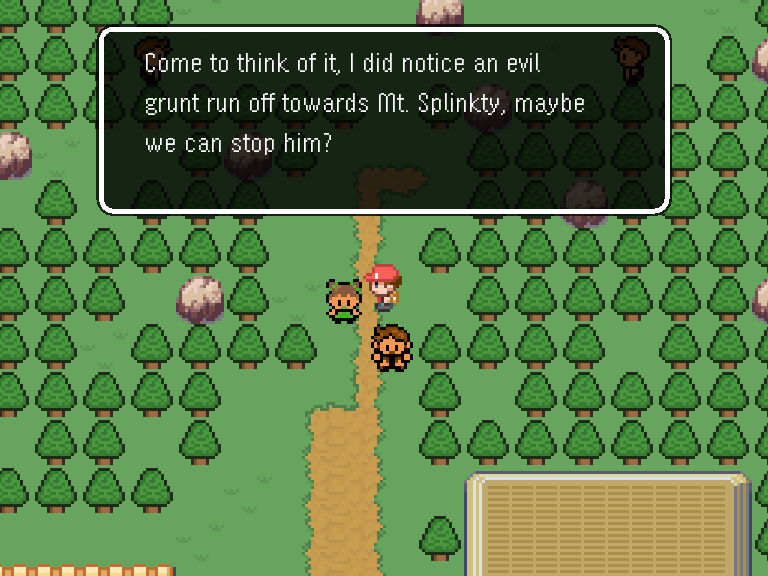 Come to think of it, I did notice an evil
grunt run off towards Mt. Splinkty, maybe
we can stop him?